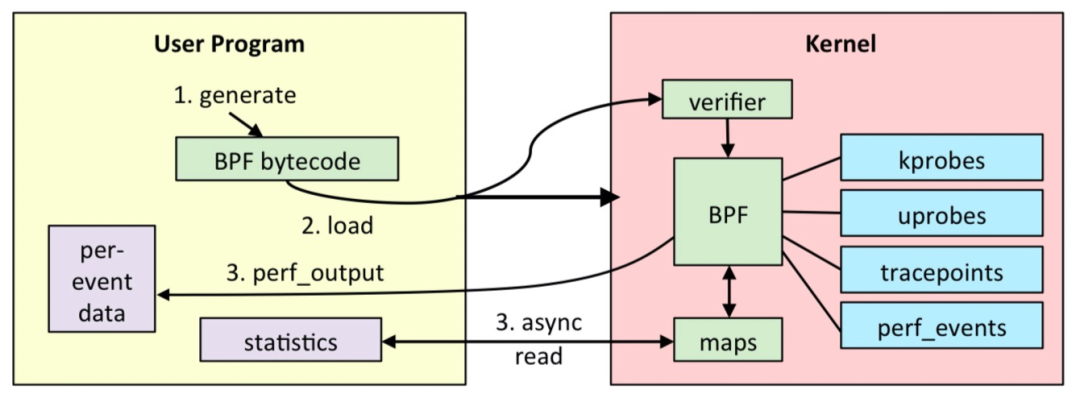 User Program
1. generate
BPF bytecode
2. load
per-
event
data
3. perf_output
statistics
3. async
read
Kernel
verifier
BPF
maps
kprobes
uprobes
tracepoints
perf_events